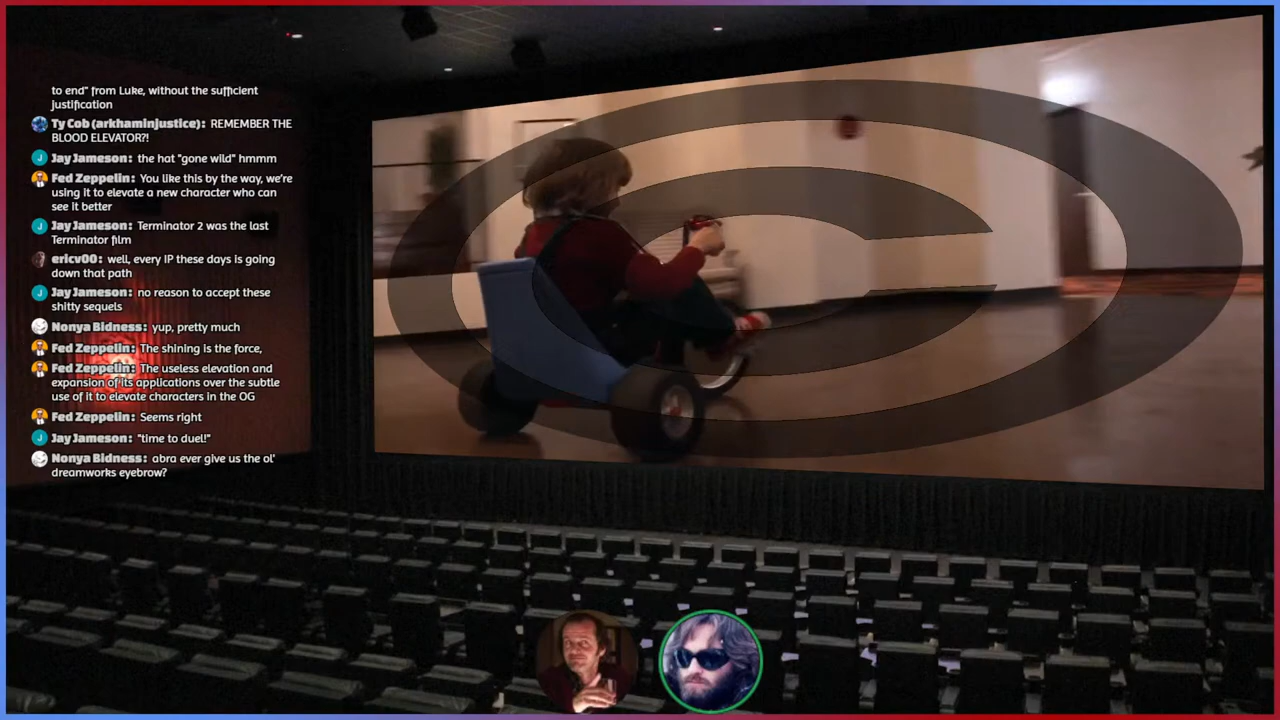 to end" from Luke, without the sufficient
justification
Ty Cob (arkhaminjustice): REMEMBER THE
BLOOD ELEVATOR?!
Jay Jameson: the hat "gone wild" hmmm
Fed Zeppelin: You like this by the way, we're
using it to elevate a new character who can
see it better
Jay Jameson: Terminator 2 was the last
Terminator film
ericv00: well, every IP these days is going
down that path
Jay Jameson: no reason to accept these
shitty sequels
Nonya Bidness: yup, pretty much
Fed Zeppelin: The shining is the force,
Fed Zeppelin: The useless elevation and
expansion of its applications over the subtle
use of it to elevate characters in the OG
Fed Zeppelin: Seems right
Jay Jameson: "time to duel!"
Nonya Bidness: abra ever give us the ol'
dreamworks eyebrow?